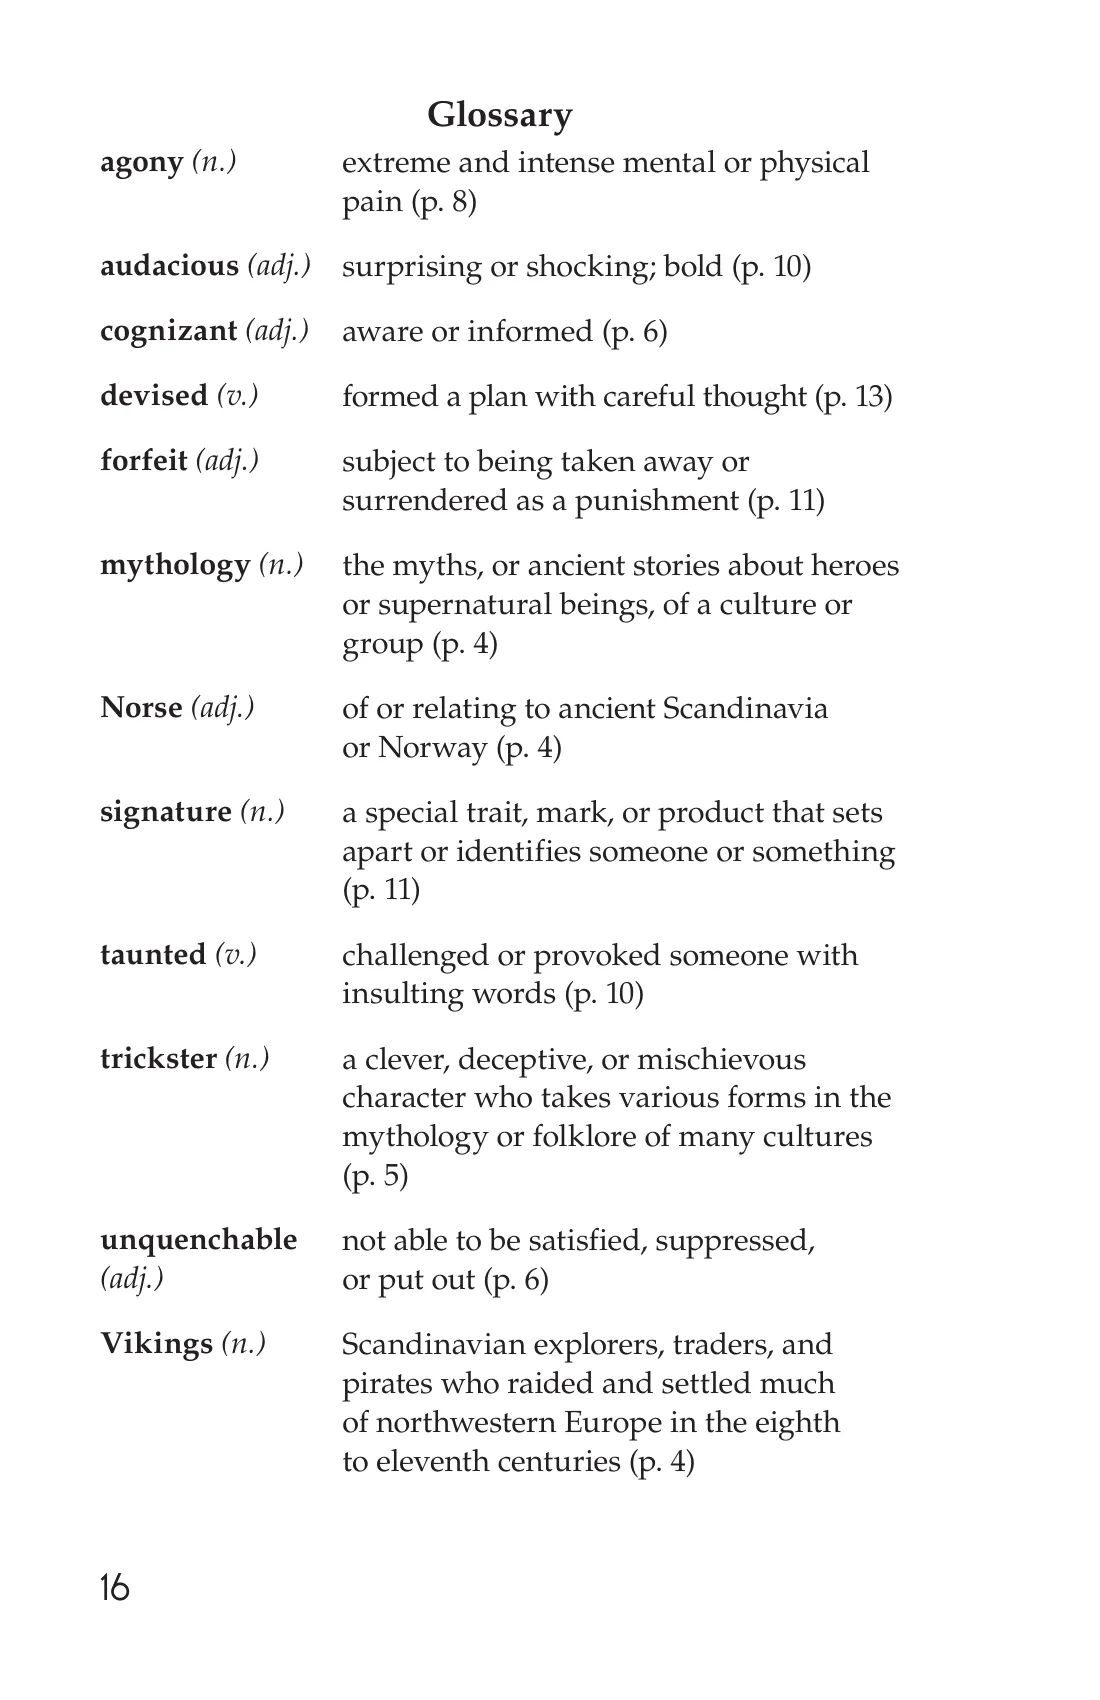 Glossary
agony (n.) extreme and intense mental or physical
pain (p. 8)
audacious (adj.) surprising or shocking; bold (p. 10)
cognizant (adj.) aware or informed (p. 6)
devised (v.) formed a plan with careful thought (p. 13)
forfeit (adj.) subject to being taken away or
surrendered as a punishment (p. 11)
mythology (n.) the myths, or ancient stories about heroes
or supernatural beings, of a culture or
group (p. 4)
Norse (adj.) of or relating to ancient Scandinavia
or Norway (p. 4)
signature (n.) a special trait, mark, or product that sets
apart or identifies someone or something
(p. 11)
taunted (v.) challenged or provoked someone with
insulting words (p. 10)
trickster (n.) a clever, deceptive, or mischievous
character who takes various forms in the
mythology or folklore of many cultures
(p. 5)
unquenchable not able to be satisfied, suppressed,
(adj.) or put out (p. 6)
Vikings (n.) Scandinavian explorers, traders, and
pirates who raided and settled much
of northwestern Europe in the eighth
to eleventh centuries (p. 4)
16